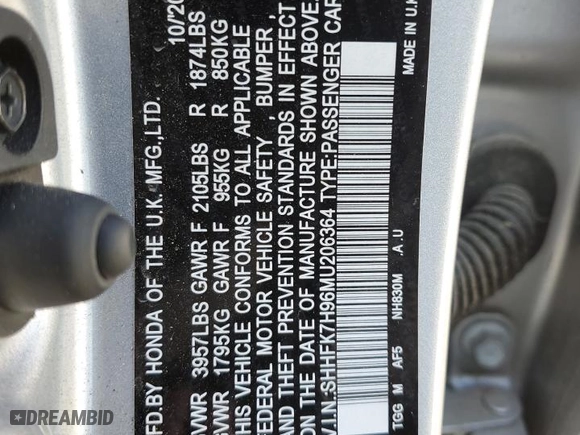 10/20
MFD.BY HONDA OF THE U.K. MFG.,LTD.
GVWR 3957LBS GAWR F 2105LBS R 1874LBS
GVWR 1795KG GAWR F 955KG R 850KG
THIS VEHICLE CONFORMS TO ALL APPLICABLE
FEDERAL MOTOR VEHICLE SAFETY , BUMPER ,
THEFT PREVENTION STANDARDS IN EFFECT
ON THE DATE OF MANUFACTURE SHOWN ABOVE.
V.I.N:SHHFK7H96MU206364 TYPE:PASSENGER CAR
TGG M AF5 NH830M A.U MADE IN U.K
DREAMBID